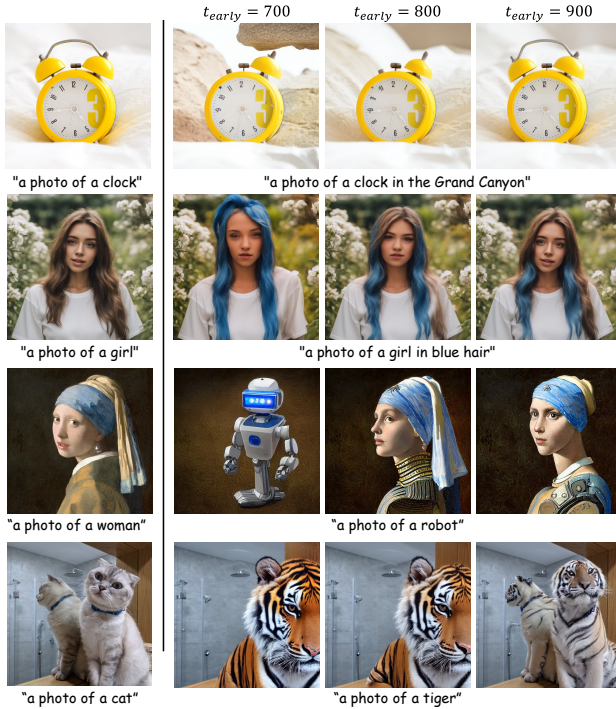 t_early = 700 t_early = 800 t_early = 900
"a photo of a clock" "a photo of a clock in the Grand Canyon"
"a photo of a girl" "a photo of a girl in blue hair"
“a photo of a woman” “a photo of a robot”
“a photo of a cat” “a photo of a tiger”